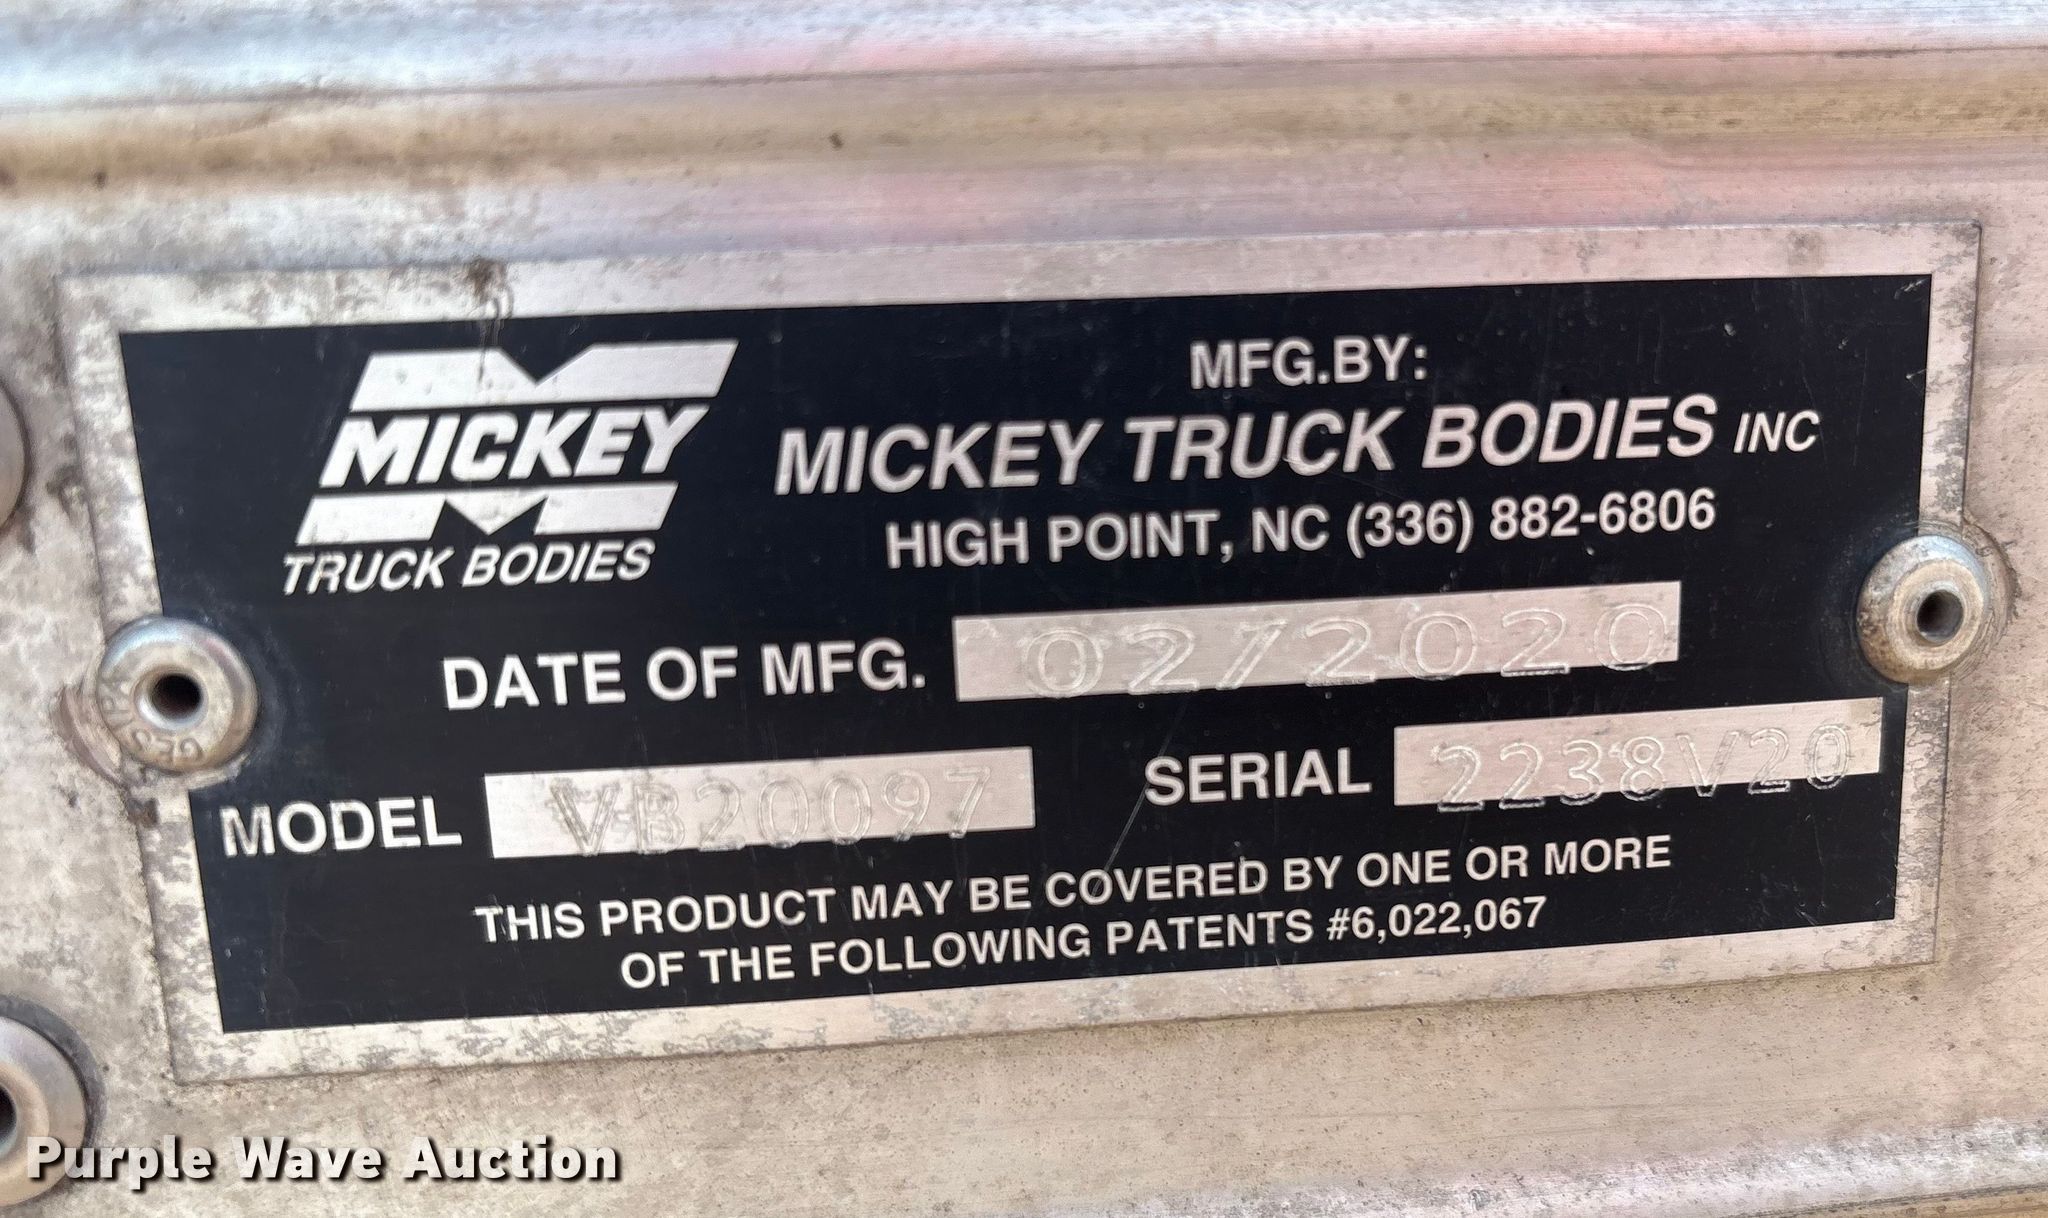 MICKEY
TRUCK BODIES
MFG.BY:
MICKEY TRUCK BODIES INC
HIGH POINT, NC (336) 882-6806
DATE OF MFG. 02/2020
MODEL VB20097
SERIAL 2238V20
THIS PRODUCT MAY BE COVERED BY ONE OR MORE
OF THE FOLLOWING PATENTS #6,022,067
Purple Wave Auction